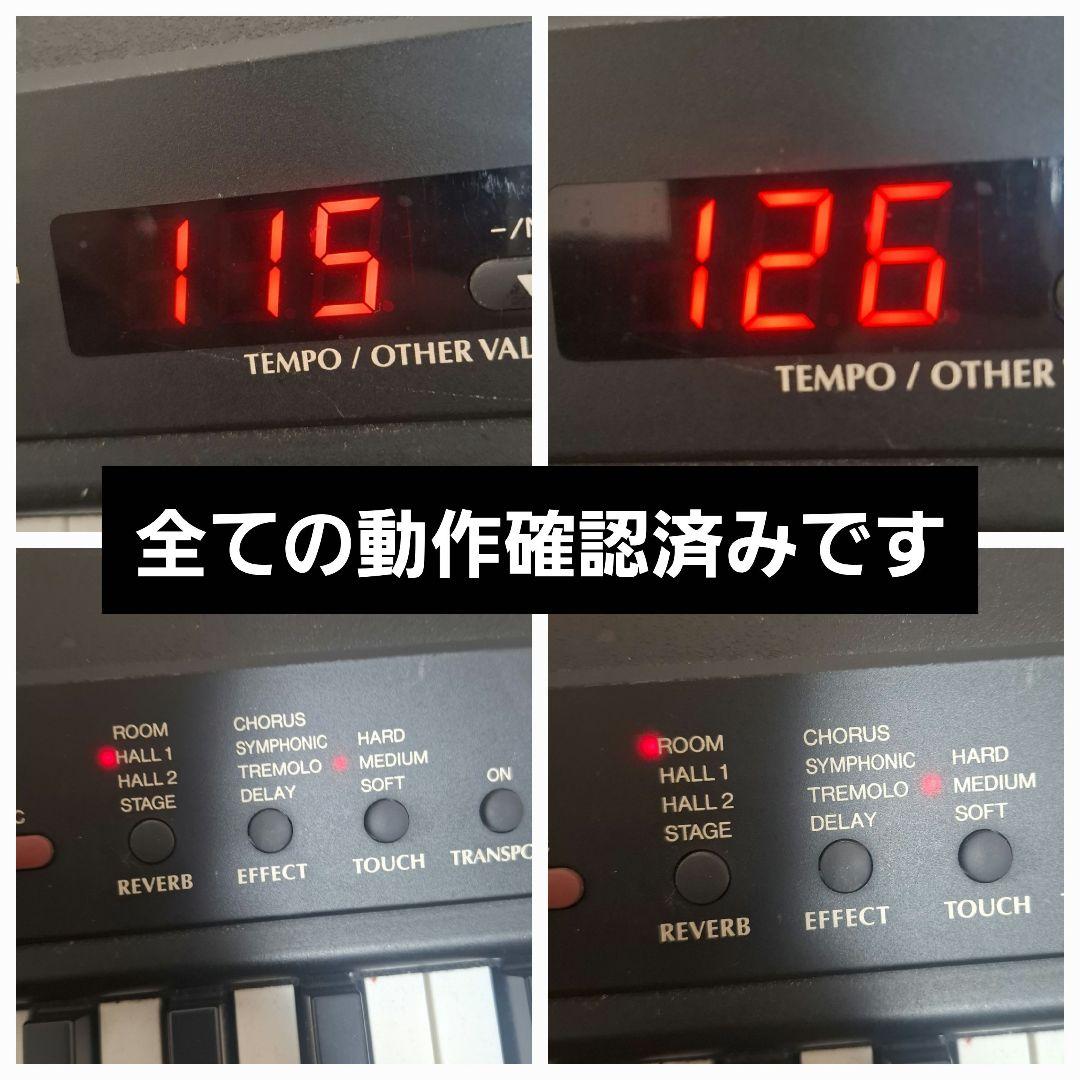 115
-/N
TEMPO / OTHER VAL
126
TEMPO / OTHER
全ての動作確認済みです
ROOM
HALL 1
HALL 2
STAGE
REVERB
CHORUS
SYMPHONIC
TREMOLO
DELAY
EFFECT
HARD
MEDIUM
SOFT
TOUCH
ON
TRANSPO
C
ROOM
HALL 1
HALL 2
STAGE
REVERB
CHORUS
SYMPHONIC
TREMOLO
DELAY
EFFECT
HARD
MEDIUM
SOFT
TOUCH